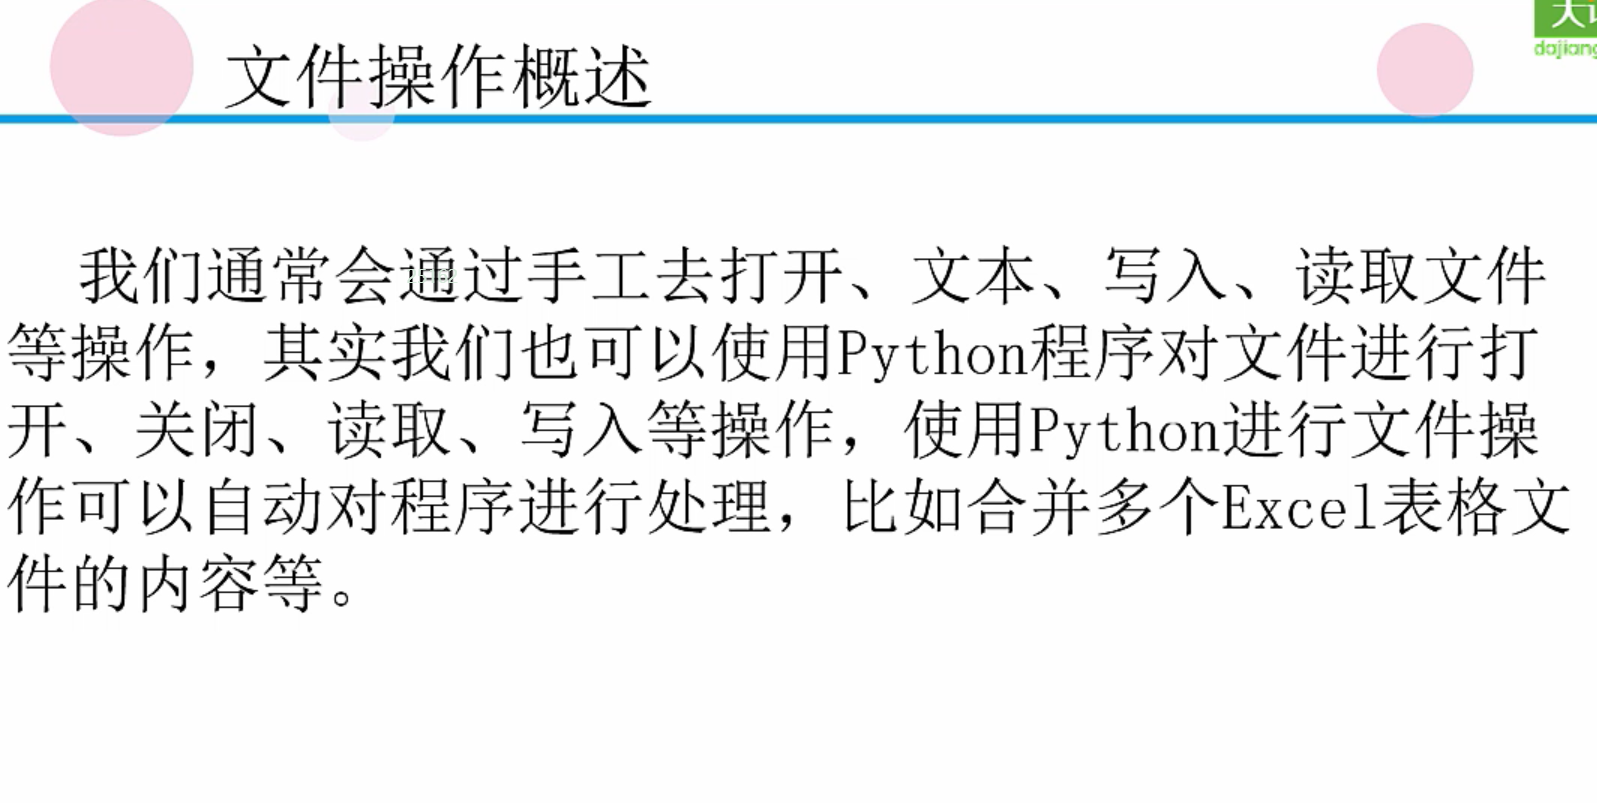 文件操作概述
dajiang
我们通常会通过手工去打开、文本、写入、读取文件
等操作，其实我们也可以使用Python程序对文件进行打
开、关闭、读取、写入等操作，使用Python进行文件操
作可以自动对程序进行处理，比如合并多个Excel表格文
件的内容等。